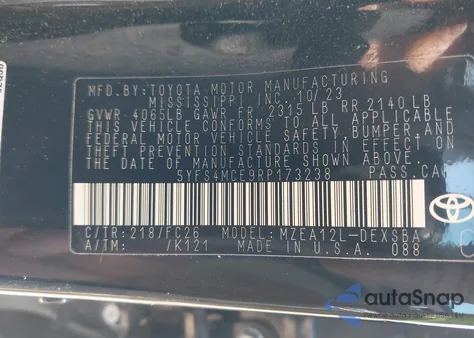 MFD. BY: TOYOTA MOTOR MANUFACTURING
MISSISSIPPI, INC. 10/23
GVWR 4065LB GAWR FR 2315 LB RR 2140 LB
THIS VEHICLE CONFORMS TO ALL APPLICABLE
FEDERAL MOTOR VEHICLE SAFETY, BUMPER, AND
THEFT PREVENTION STANDARDS IN EFFECT ON
THE DATE OF MANUFACTURE SHOWN ABOVE.
5YFS4MCE9RP173238 PASS.CAR
C/TR: 218/FC26 MODEL: MZEA12L-DEXSBA
A/TM: /K121 MADE IN U.S.A. 088
TOYOTA
autoSnap